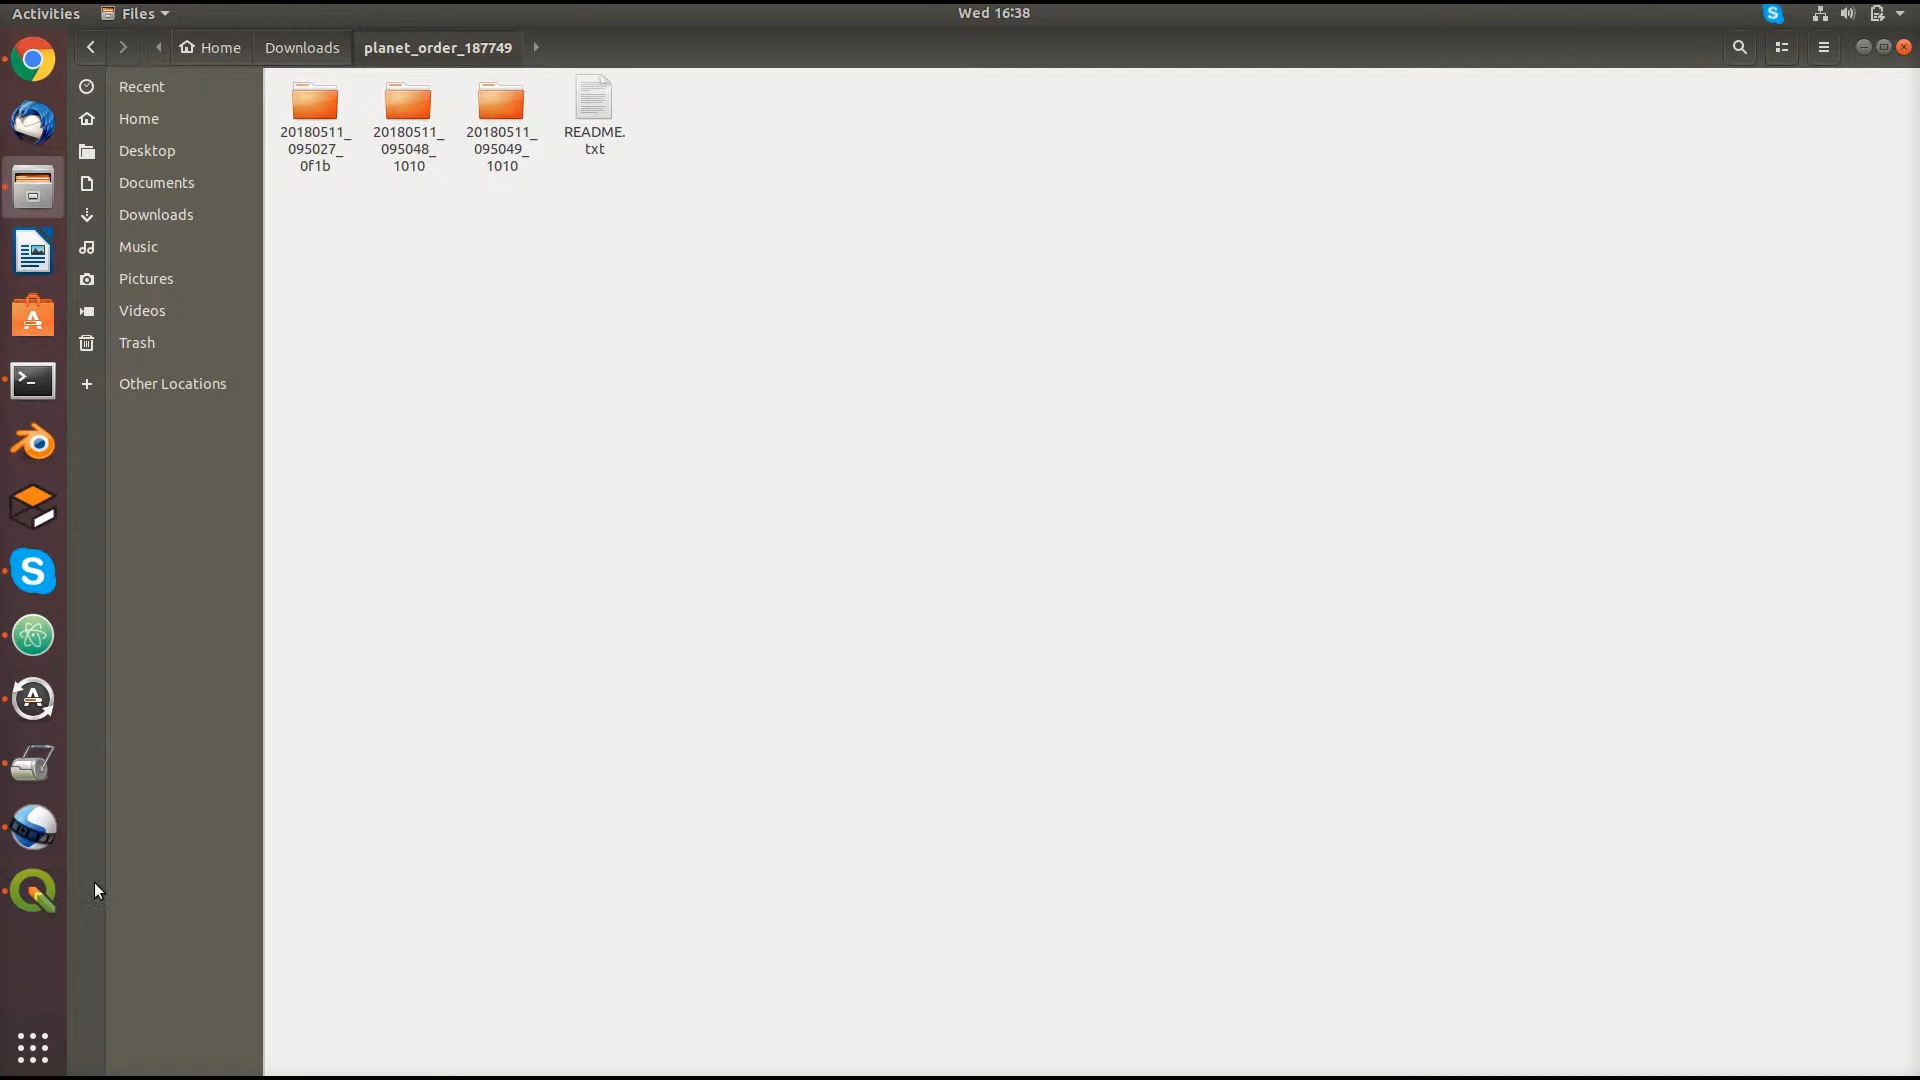 Activities
Files
Wed 16:38
Home
Downloads
planet_order_187749
Recent
Home
Desktop
Documents
Downloads
Music
Pictures
Videos
Trash
Other Locations
20180511_
095027_
0f1b
20180511_
095048_
1010
20180511_
095049_
1010
README.
txt